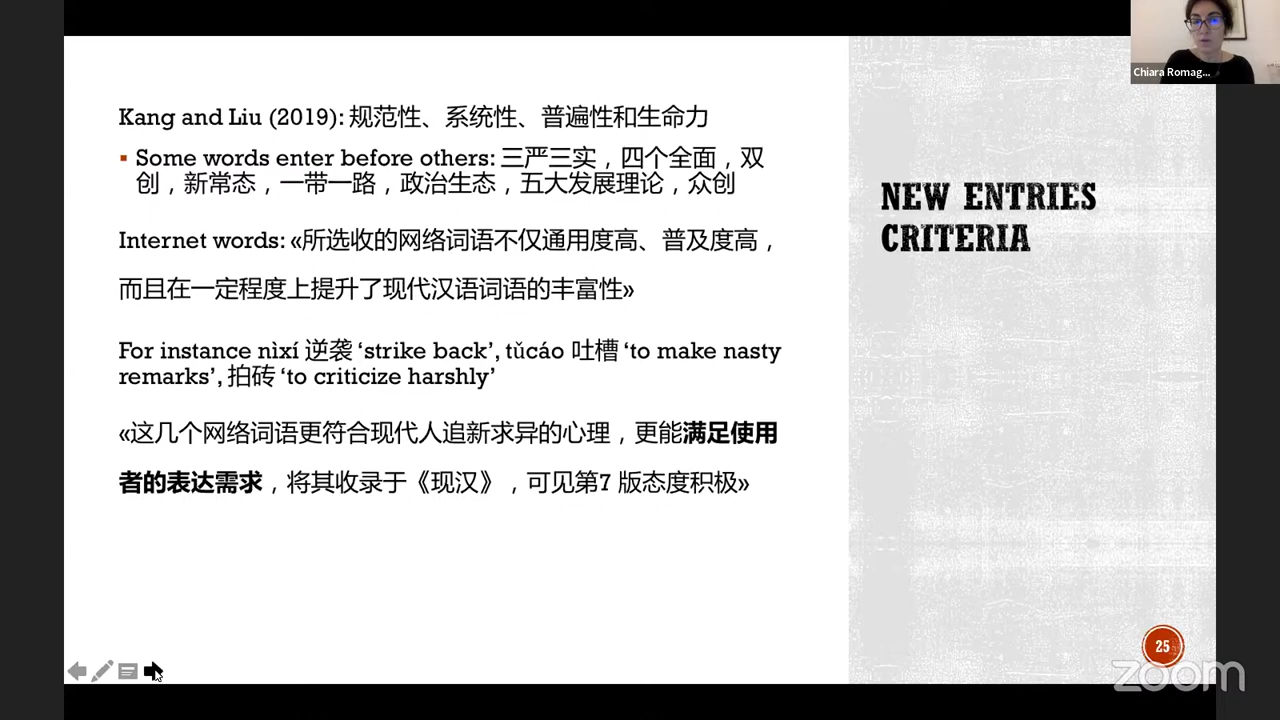 Chiara Romag...
Kang and Liu (2019): 规范性、系统性、普遍性和生命力
▪ Some words enter before others: 三严三实，四个全面，双
创，新常态，一带一路，政治生态，五大发展理论，众创
Internet words: «所选收的网络词语不仅通用度高、普及度高，
而且在一定程度上提升了现代汉语词语的丰富性»
For instance nìxí 逆袭 ‘strike back’, tǔcáo 吐槽 ‘to make nasty
remarks’, 拍砖 ‘to criticize harshly’
«这几个网络词语更符合现代人追新求异的心理，更能满足使用
者的表达需求，将其收录于《现汉》，可见第7 版态度积极»
NEW ENTRIES
CRITERIA
25
zoom